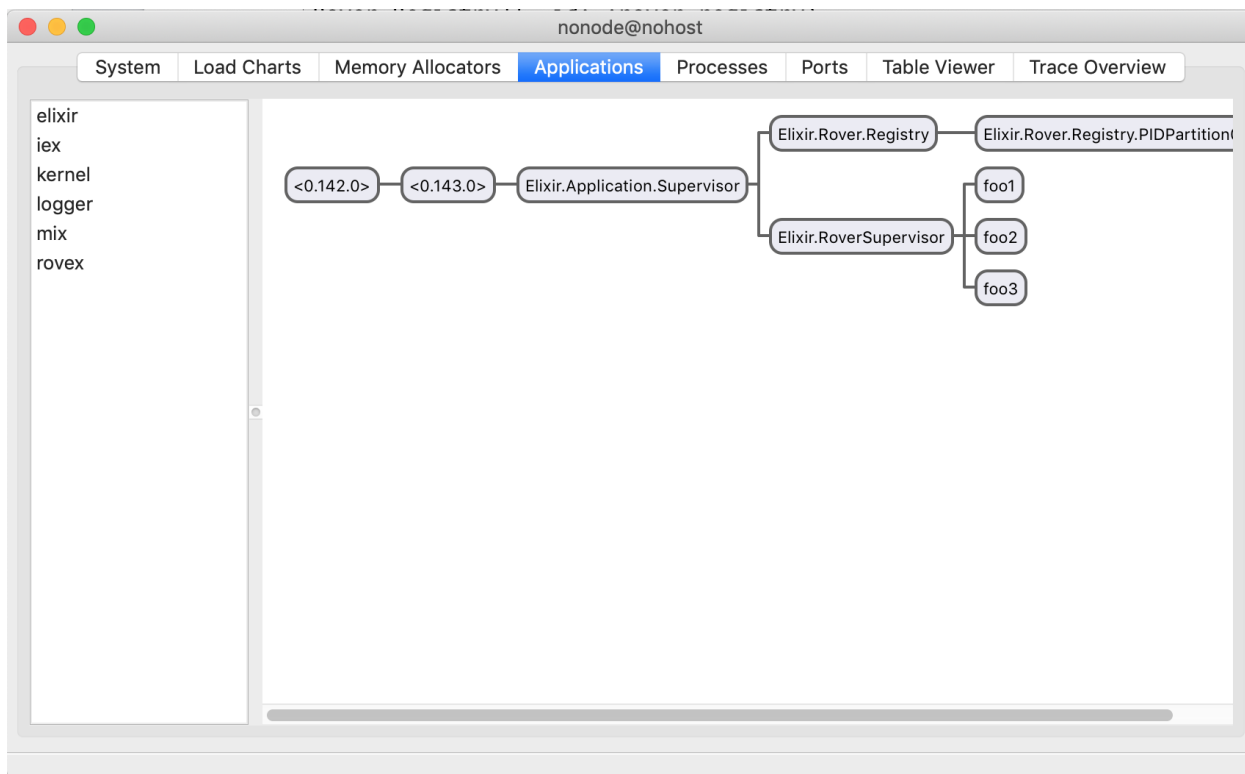 nonode@nohost
System Load Charts Memory Allocators Applications Processes Ports Table Viewer Trace Overview
elixir
iex
kernel
logger
mix
rovex
<0.142.0> <0.143.0> Elixir.Application.Supervisor
Elixir.Rover.Registry Elixir.Rover.Registry.PIDPartition
Elixir.RoverSupervisor
foo1
foo2
foo3